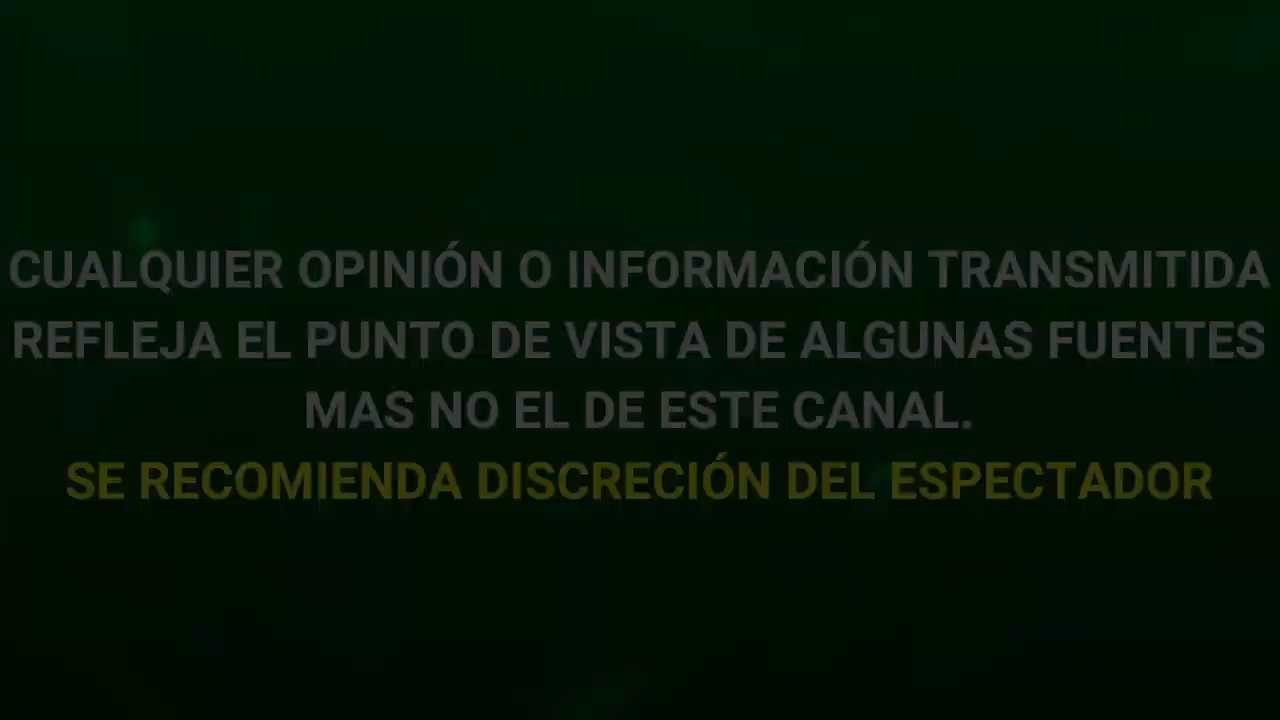 CUALQUIER OPINIÓN O INFORMACIÓN TRANSMITIDA
REFLEJA EL PUNTO DE VISTA DE ALGUNAS FUENTES
MAS NO EL DE ESTE CANAL.
SE RECOMIENDA DISCRECIÓN DEL ESPECTADOR